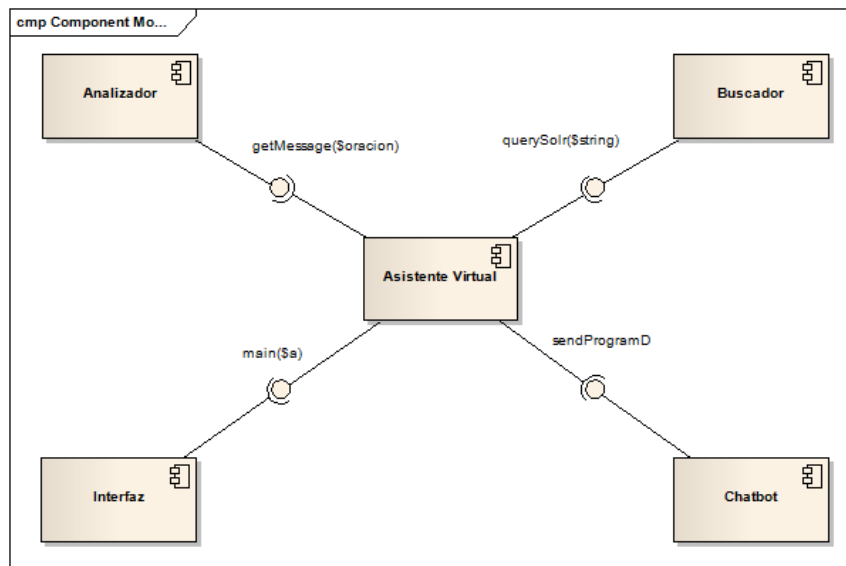 cmp Component Mo...
Analizador
Buscador
getMessage($oracion)
querySolr($string)
Asistente Virtual
main($a)
sendProgramD
Interfaz
Chatbot